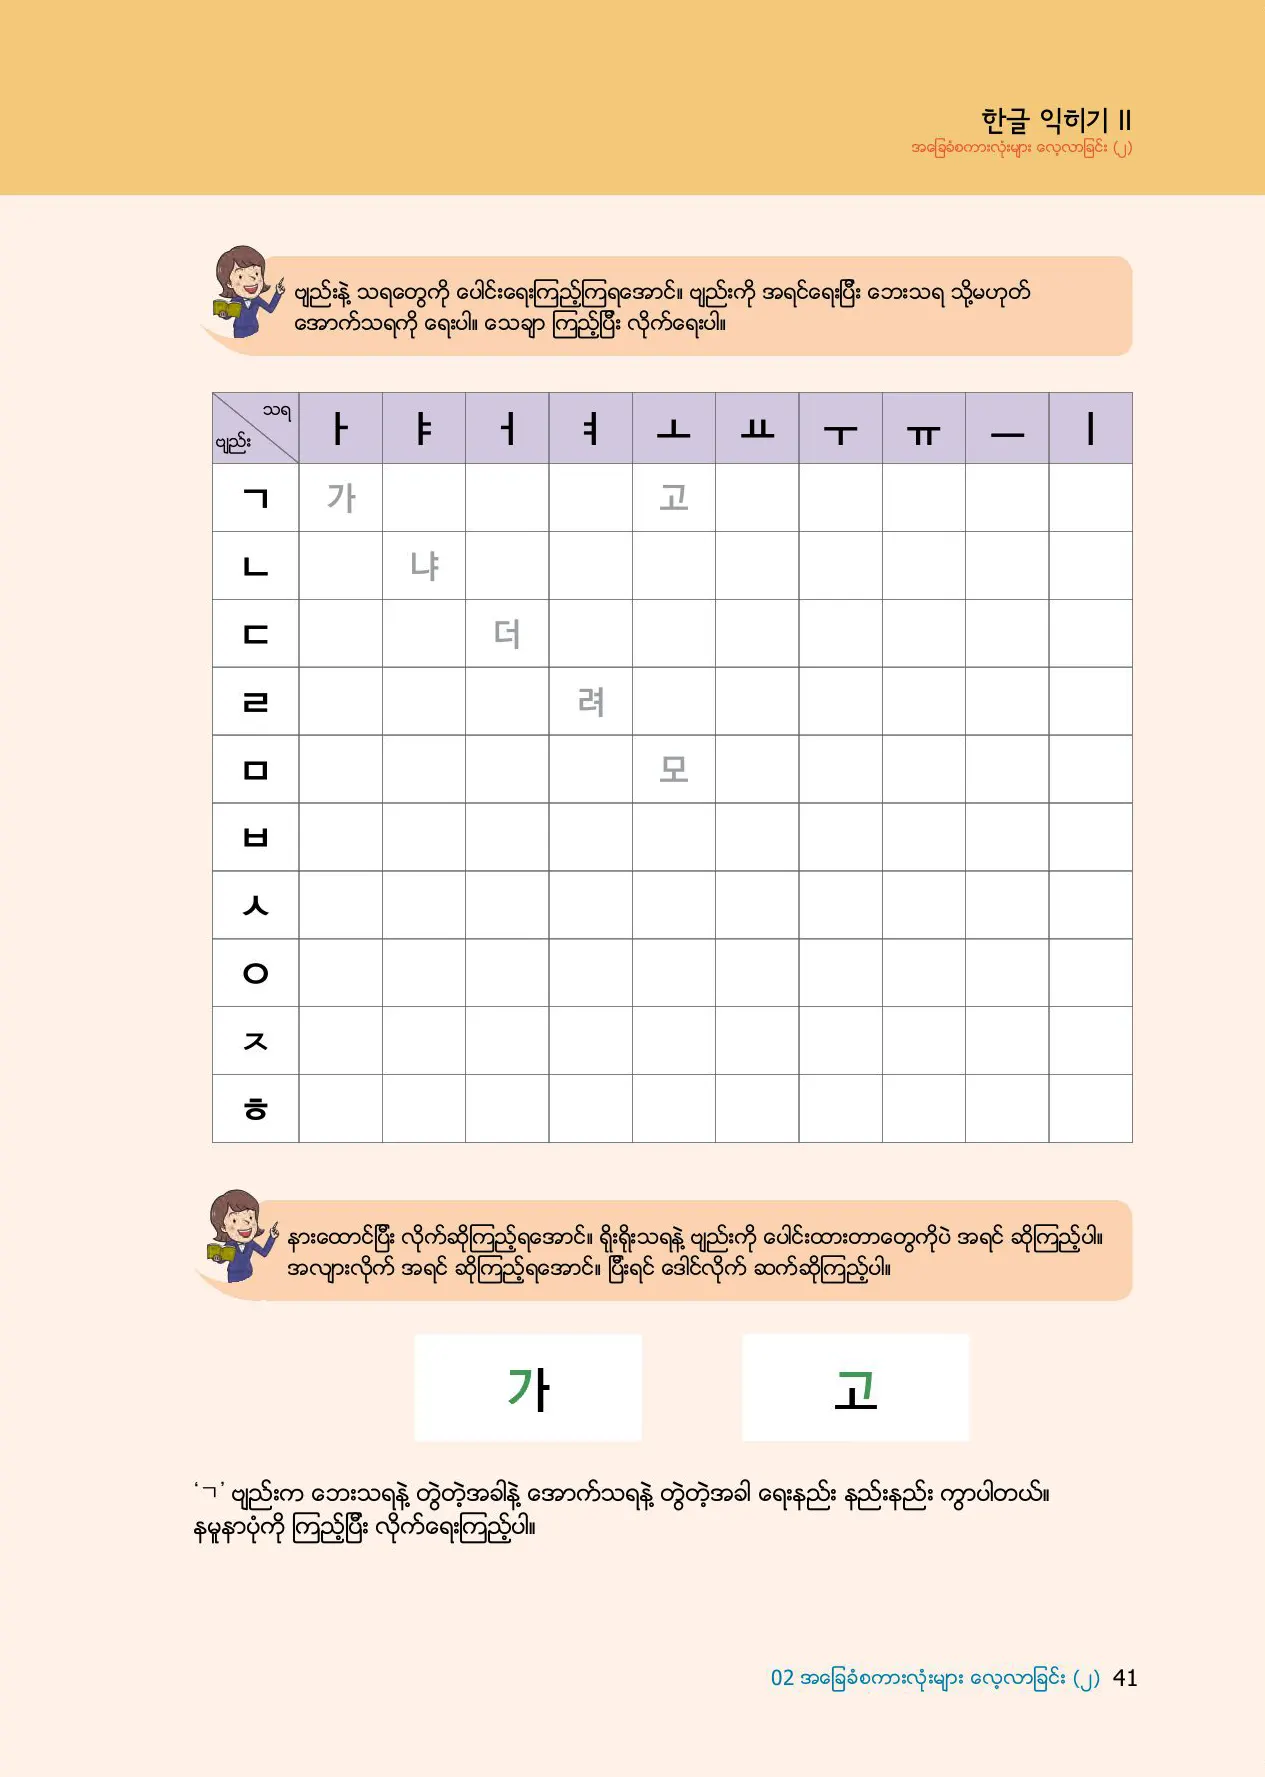 한글 익히기 II
အခြေခံစကားလုံးများ လေ့လာခြင်း (၂)
ဗျည်းနဲ့ သရတွေကို ပေါင်းရေးကြည့်ကြရအောင်။ ဗျည်းကို အရင်ရေးပြီး ဘေးသရ သို့မဟုတ်
အောက်သရကို ရေးပါ။ သေချာ ကြည့်ပြီး လိုက်ရေးပါ။
သရ
ဗျည်း
ㅏ ㅑ ㅓ ㅕ ㅗ ㅛ ㅜ ㅠ ㅡ ㅣ
ㄱ 가 고
ㄴ 냐
ㄷ 더
ㄹ 려
ㅁ 모
ㅂ
ㅅ
ㅇ
ㅈ
ㅎ
နားထောင်ပြီး လိုက်ဆိုကြည့်ရအောင်။ ရိုးရိုးသရနဲ့ ဗျည်းကို ပေါင်းထားတာတွေကိုပဲ အရင် ဆိုကြည့်ပါ။
အလျားလိုက် အရင် ဆိုကြည့်ရအောင်။ ပြီးရင် ဒေါင်လိုက် ဆက်ဆိုကြည့်ပါ။
가 고
‘ㄱ’ ဗျည်းက ဘေးသရနဲ့ တွဲတဲ့အခါနဲ့ အောက်သရနဲ့ တွဲတဲ့အခါ ရေးနည်း နည်းနည်း ကွာပါတယ်။
နမူနာပုံကို ကြည့်ပြီး လိုက်ရေးကြည့်ပါ။
02 အခြေခံစကားလုံးများ လေ့လာခြင်း (၂) 41